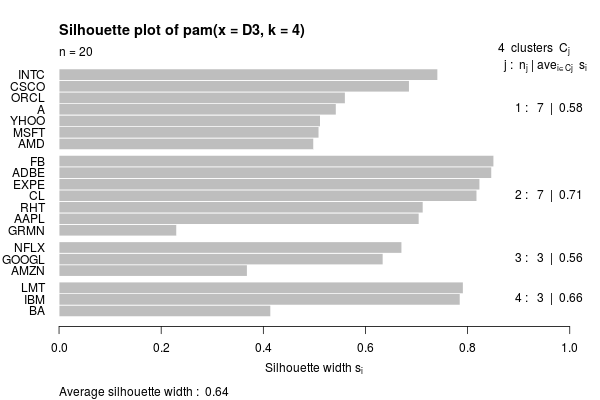 Silhouette plot of pam(x = D3, k = 4)
n = 20
4 clusters Cj
j : nj | avei∈Cj si
INTC
CSCO
ORCL
A
YHOO
MSFT
AMD
1 : 7 | 0.58
FB
ADBE
EXPE
CL
RHT
AAPL
GRMN
2 : 7 | 0.71
NFLX
GOOGL
AMZN
3 : 3 | 0.56
LMT
IBM
BA
4 : 3 | 0.66
0.0 0.2 0.4 0.6 0.8 1.0
Silhouette width si
Average silhouette width : 0.64